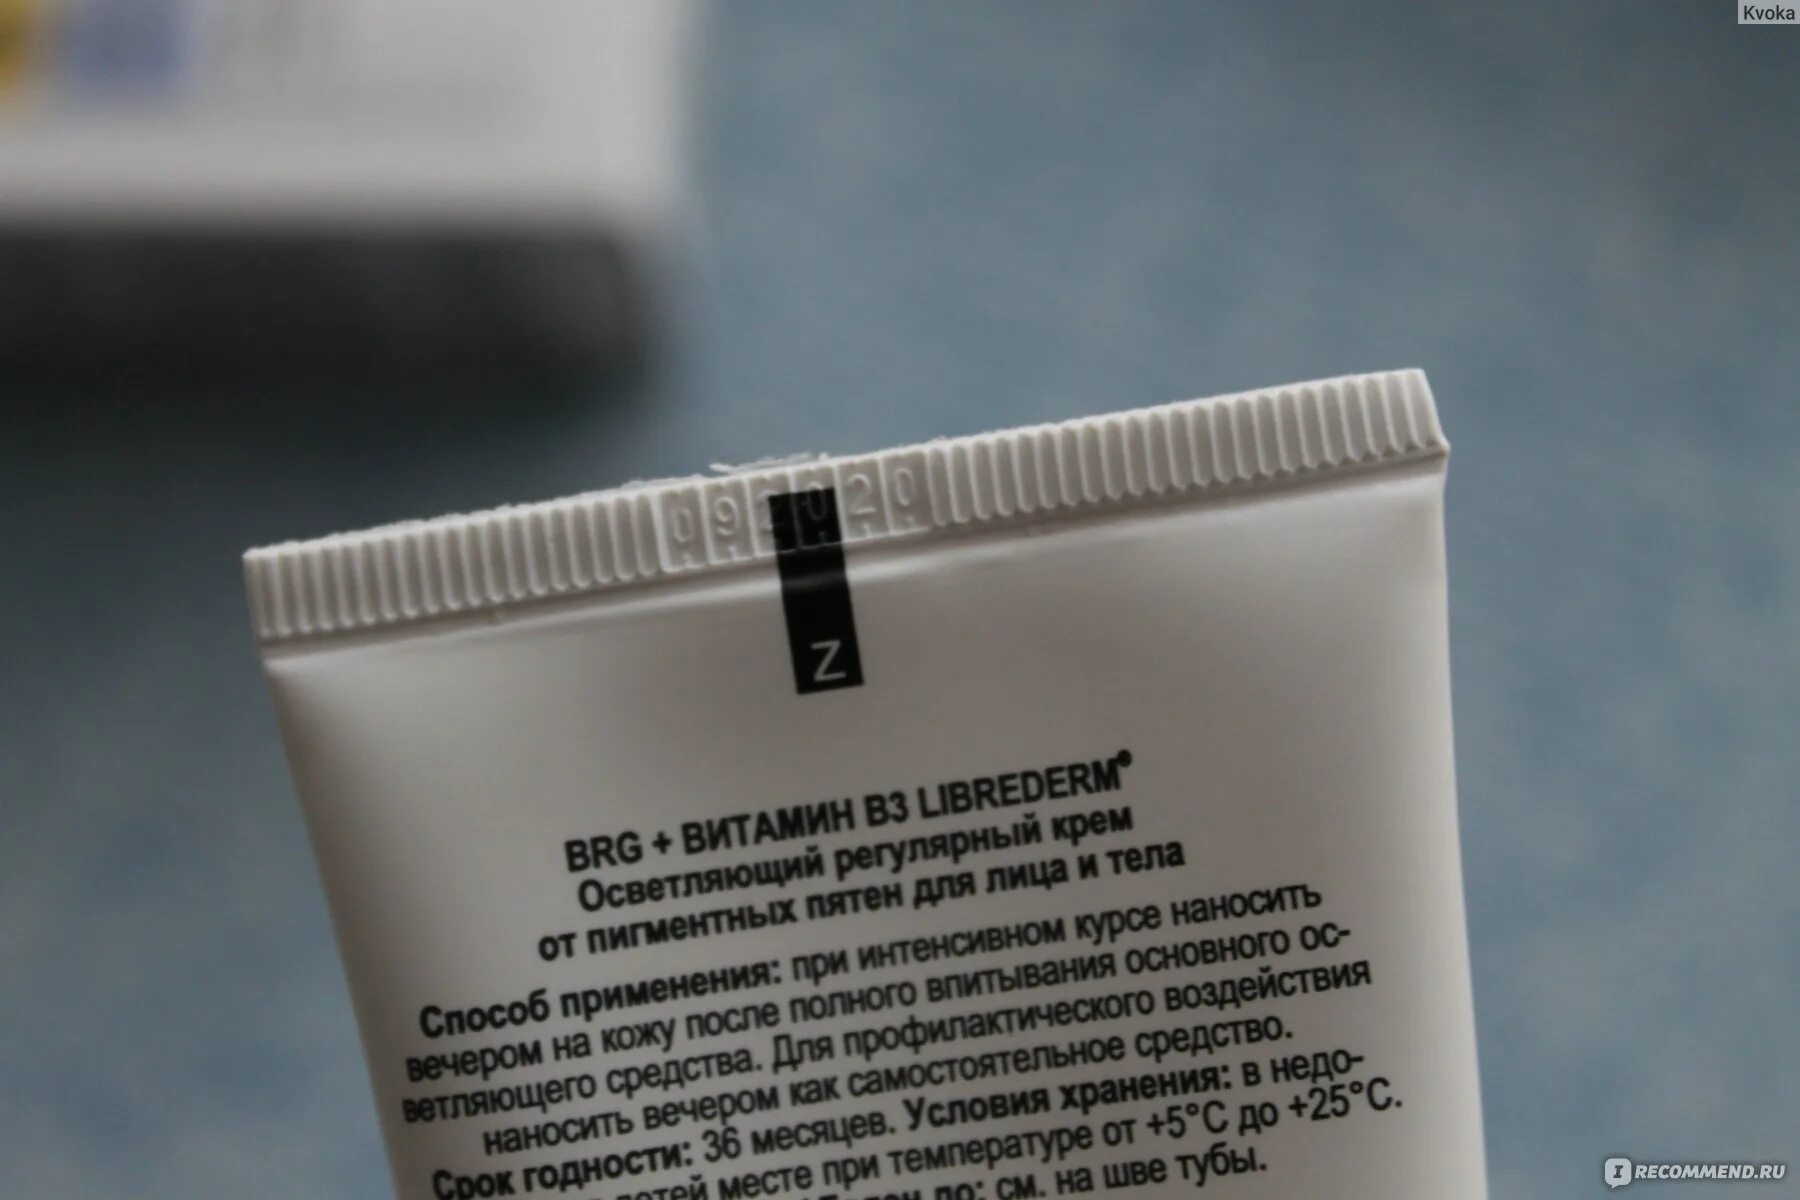 Kvoka
091020
Z
BRG + ВИТАМИН B3 LIBREDERM®
Осветляющий регулярный крем
от пигментных пятен для лица и тела
Способ применения: при интенсивном курсе наносить
вечером на кожу после полного впитывания основного ос-
ветляющего средства. Для профилактического воздействия
наносить вечером как самостоятельное средство.
Срок годности: 36 месяцев. Условия хранения: в недо-
детей месте при температуре от +5°C до +25°C.
до: см. на шве тубы.
IRECOMMEND.RU